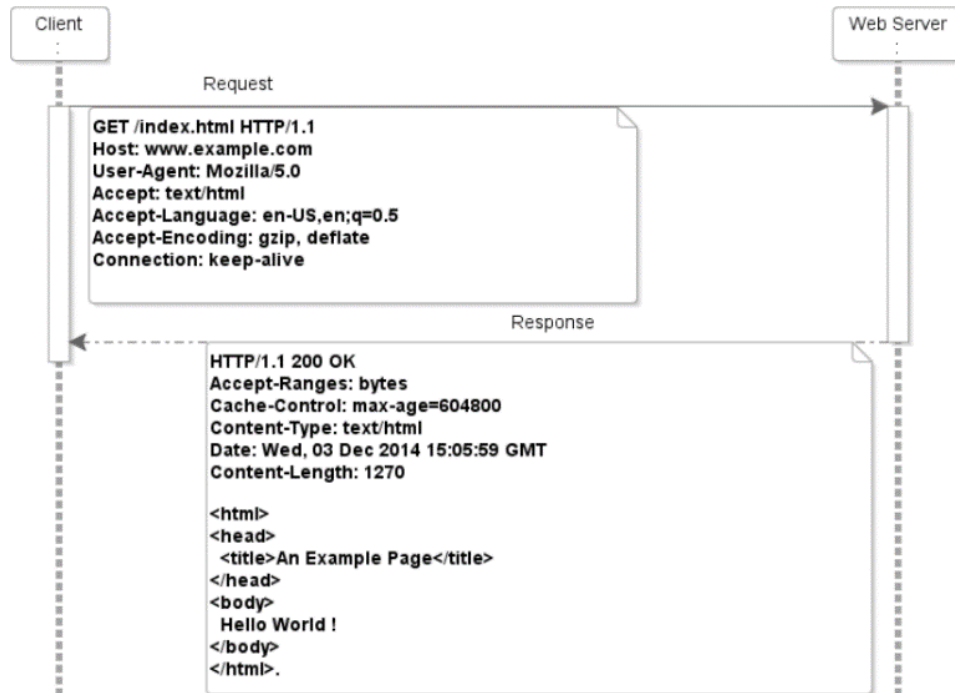 Client
Web Server
Request
GET /index.html HTTP/1.1
Host: www.example.com
User-Agent: Mozilla/5.0
Accept: text/html
Accept-Language: en-US,en;q=0.5
Accept-Encoding: gzip, deflate
Connection: keep-alive
Response
HTTP/1.1 200 OK
Accept-Ranges: bytes
Cache-Control: max-age=604800
Content-Type: text/html
Date: Wed, 03 Dec 2014 15:05:59 GMT
Content-Length: 1270

<html>
<head>
  <title>An Example Page</title>
</head>
<body>
  Hello World !
</body>
</html>.